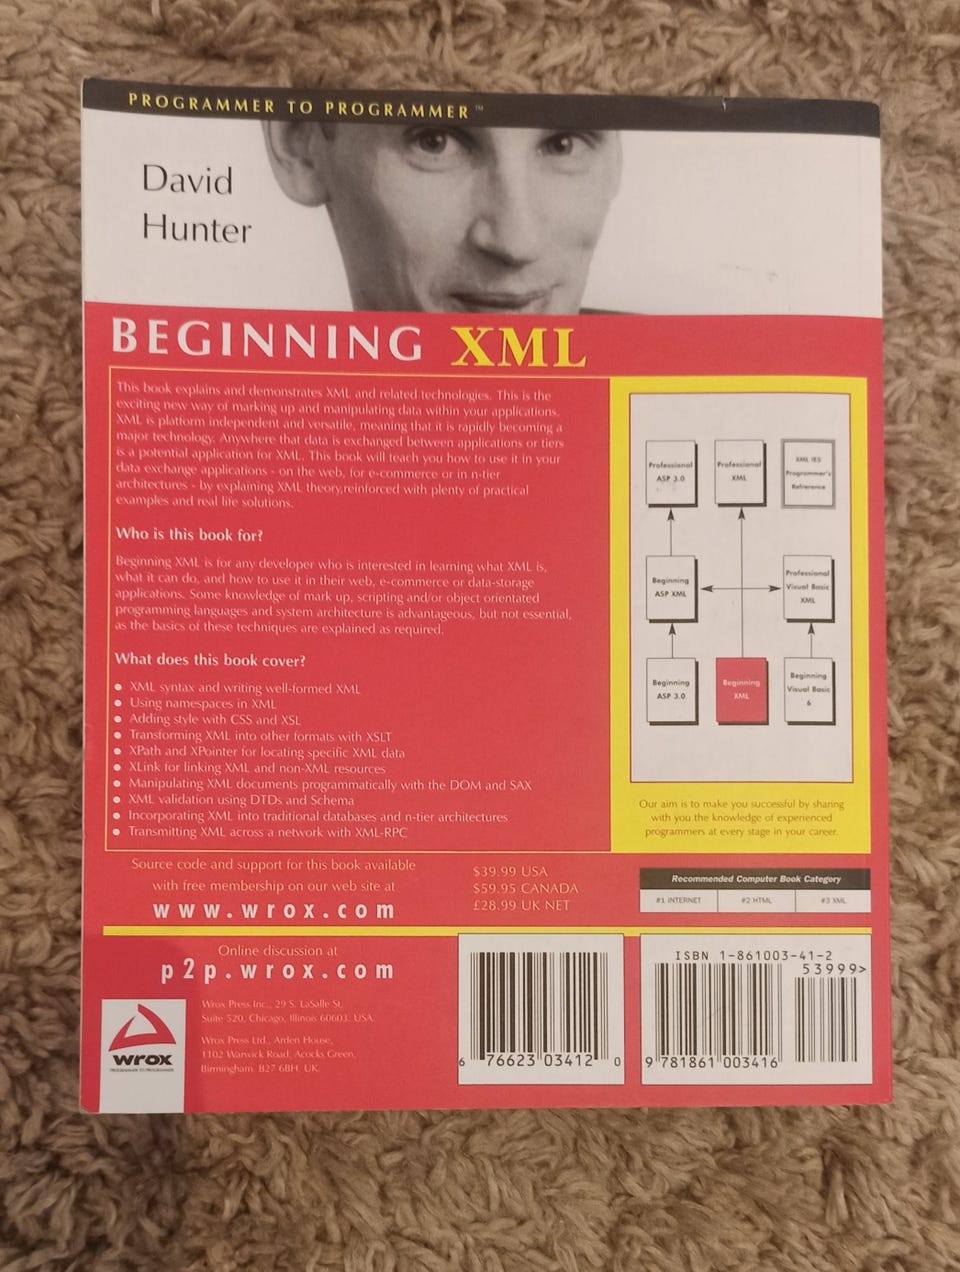 PROGRAMMER TO PROGRAMMER™
David
Hunter
BEGINNING XML
This book explains and demonstrates XML and related technologies. This is the
exciting new way of marking up and manipulating data within your applications.
XML is platform independent and versatile, meaning that it is rapidly becoming a
major technology. Anywhere that data is exchanged between applications or tiers
is a potential application for XML. This book will teach you how to use it in your
data exchange applications - on the web, for e-commerce or in n-tier
architectures - by explaining XML theory,reinforced with plenty of practical
examples and real life solutions.
Who is this book for?
Beginning XML is for any developer who is interested in learning what XML is,
what it can do, and how to use it in their web, e-commerce or data-storage
applications. Some knowledge of mark up, scripting and/or object orientated
programming languages and system architecture is advantageous, but not essential,
as the basics of these techniques are explained as required.
What does this book cover?
• XML syntax and writing well-formed XML
• Using namespaces in XML
• Adding style with CSS and XSL
• Transforming XML into other formats with XSLT
• XPath and XPointer for locating specific XML data
• XLink for linking XML and non-XML resources
• Manipulating XML documents programmatically with the DOM and SAX
• XML validation using DTDs and Schema
• Incorporating XML into traditional databases and n-tier architectures
• Transmitting XML across a network with XML-RPC
Professional
ASP 3.0
Professional
XML
XML IE5
Programmer's
Refrerence
Beginning
ASP XML
Professional
Visual Basic
XML
Beginning
ASP 3.0
Beginning
XML
Beginning
Visual Basic
6
Our aim is to make you successful by sharing
with you the knowledge of experienced
programmers at every stage in your career.
Source code and support for this book available
with free membership on our web site at
www.wrox.com
$39.99 USA
$59.95 CANADA
£28.99 UK NET
Recommended Computer Book Category
#1 INTERNET #2 HTML #3 XML
Online discussion at
p2p.wrox.com
Wrox Press Inc., 29 S. LaSalle St,
Suite 520, Chicago, Illinois 60603. USA.
Wrox Press Ltd., Arden House,
1102 Warwick Road, Acocks Green,
Birmingham. B27 6BH. UK.
wrox
PROGRAMMER TO PROGRAMMER
6 76623 03412 0
ISBN 1-861003-41-2
53999>
9 781861 003416